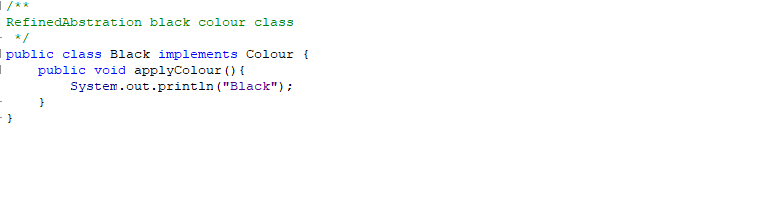 /**
RefinedAbstration black colour class
 */
public class Black implements Colour {
    public void applyColour(){
        System.out.println("Black");
    }
}